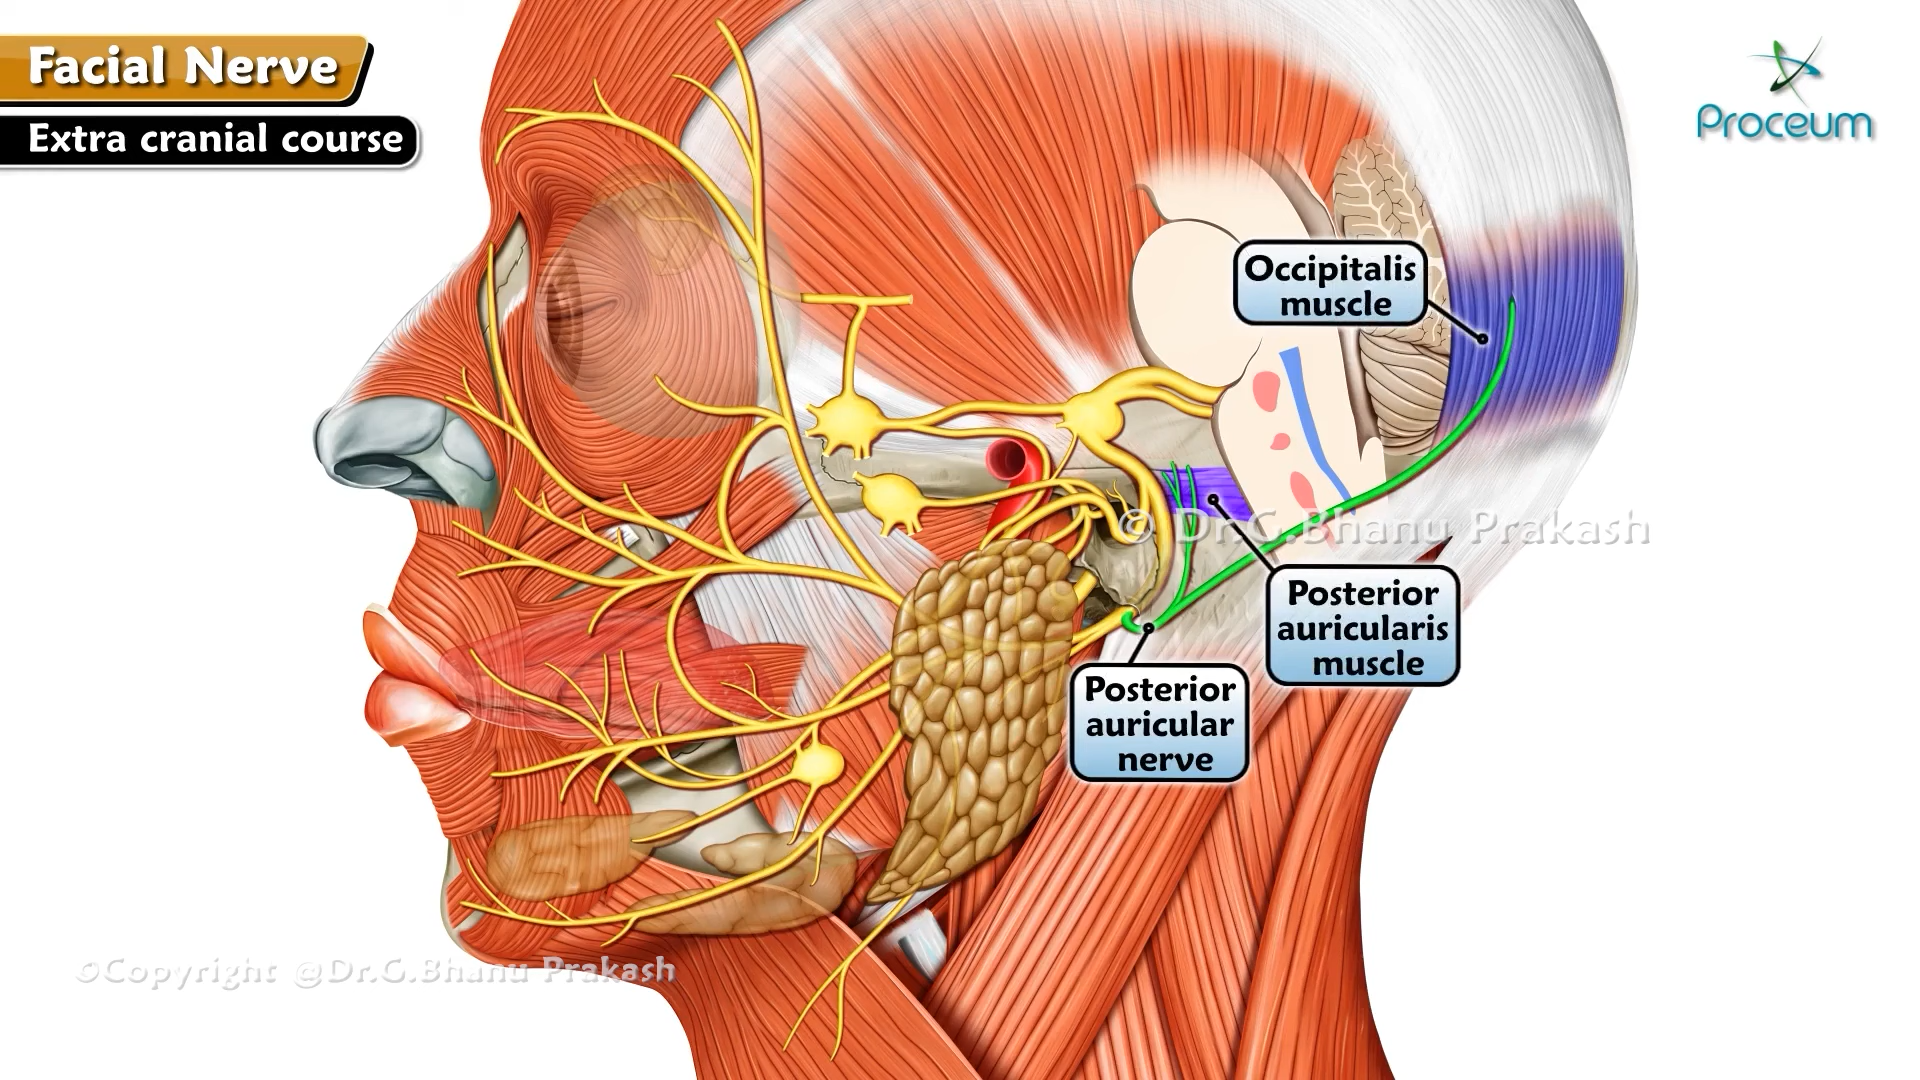 Facial Nerve
Extra cranial course
Proceum
Occipitalis
muscle
© Dr.G.Bhanu Prakash
Posterior
auricularis
muscle
Posterior
auricular
nerve
©Copyright @Dr.G.Bhanu Prakash